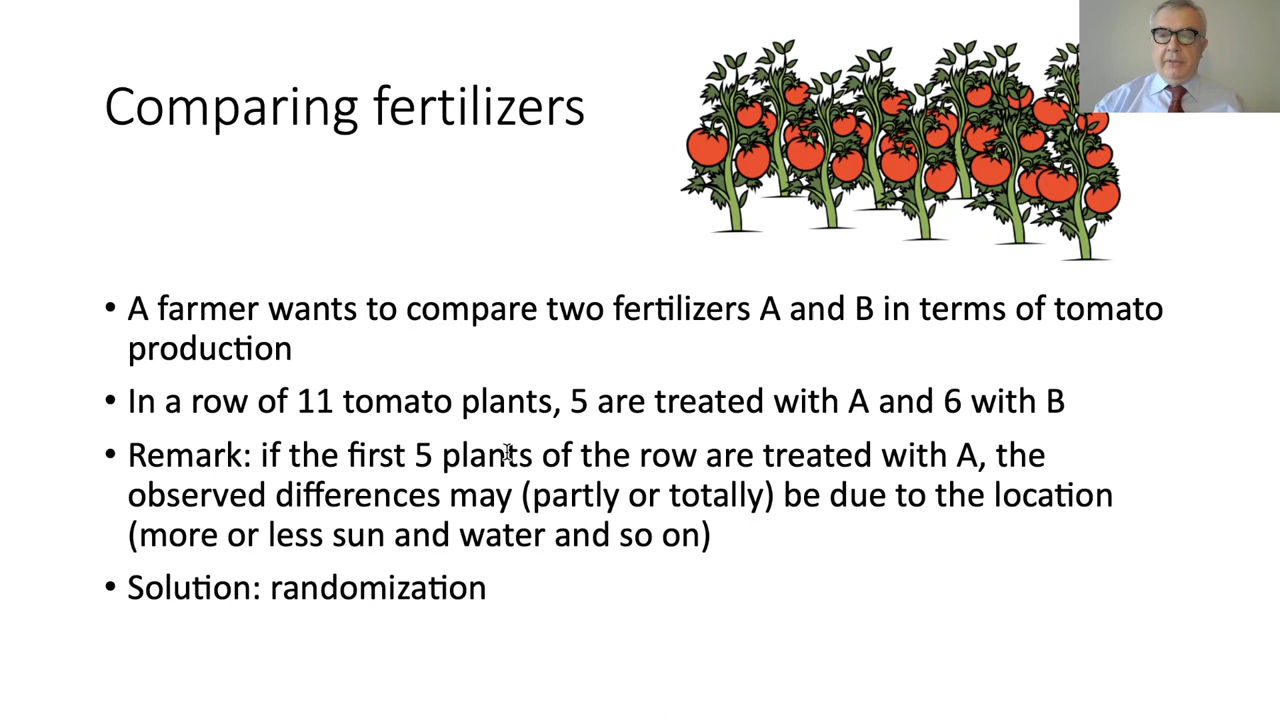 Comparing fertilizers
• A farmer wants to compare two fertilizers A and B in terms of tomato
production
• In a row of 11 tomato plants, 5 are treated with A and 6 with B
• Remark: if the first 5 plants of the row are treated with A, the
observed differences may (partly or totally) be due to the location
(more or less sun and water and so on)
• Solution: randomization